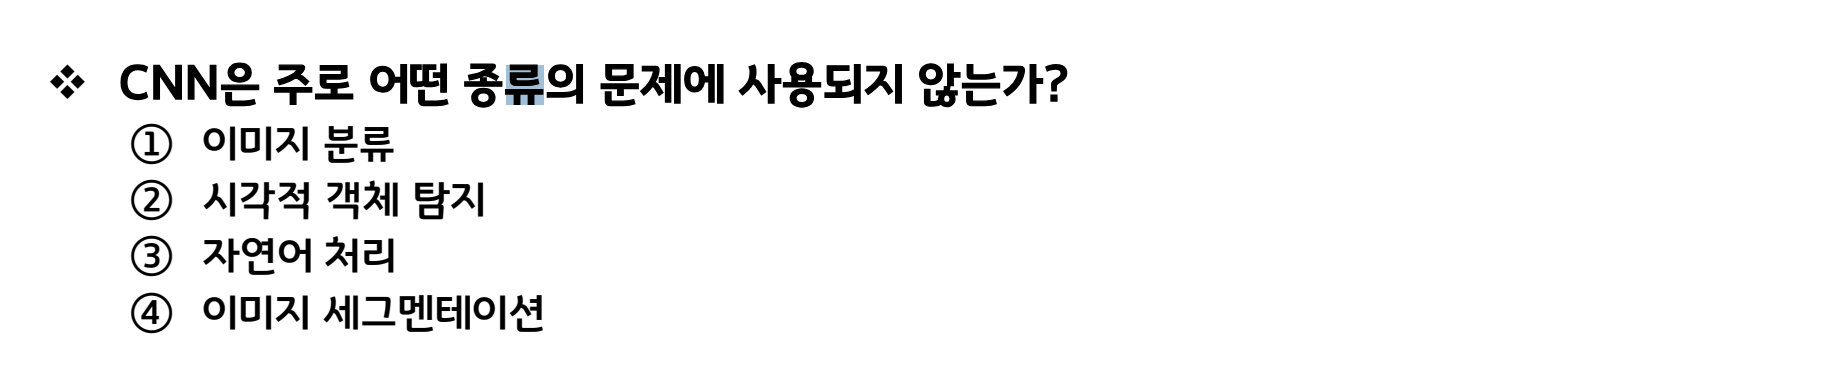 ❖ CNN은 주로 어떤 종류의 문제에 사용되지 않는가?
① 이미지 분류
② 시각적 객체 탐지
③ 자연어 처리
④ 이미지 세그멘테이션